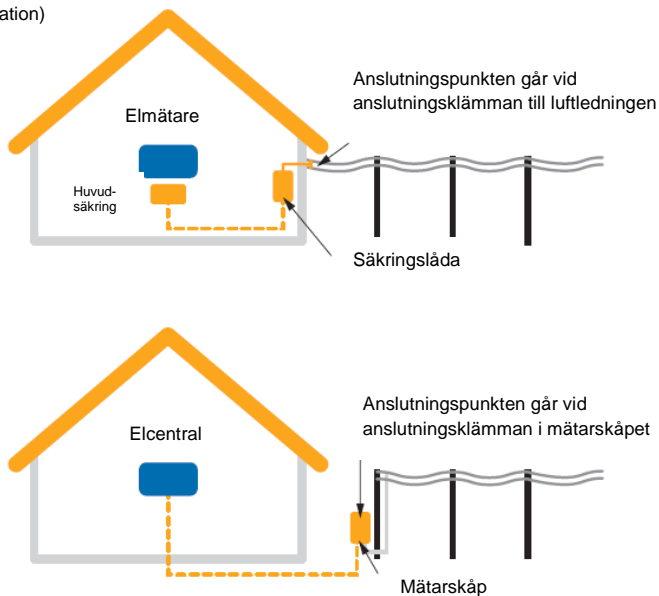 ation)
Anslutningspunkten går vid
anslutningsklämman till luftledningen
Elmätare
Huvud-
säkring
Säkringslåda
Anslutningspunkten går vid
anslutningsklämman i mätarskåpet
Elcentral
Mätarskåp